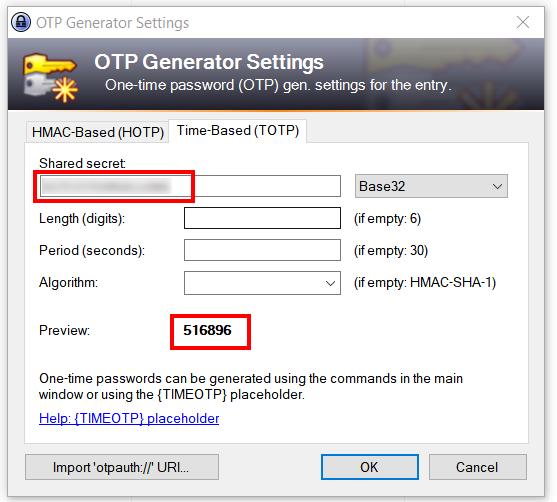 OTP Generator Settings
OTP Generator Settings
One-time password (OTP) gen. settings for the entry.
HMAC-Based (HOTP) Time-Based (TOTP)
Shared secret:
Base32
Length (digits): (if empty: 6)
Period (seconds): (if empty: 30)
Algorithm: (if empty: HMAC-SHA-1)
Preview: 516896
One-time passwords can be generated using the commands in the main
window or using the {TIMEOTP} placeholder.
Help: {TIMEOTP} placeholder
Import 'otpauth://' URI... OK Cancel